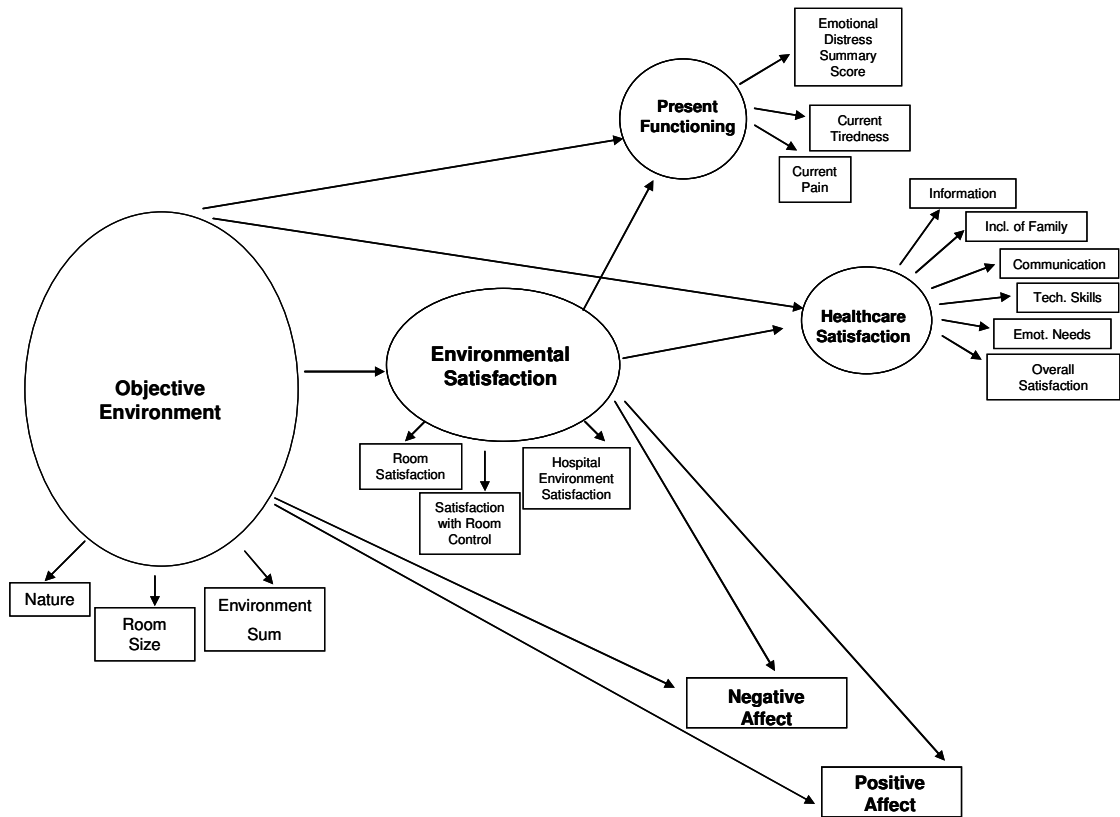 Emotional
Distress
Summary
Score
Present
Functioning
Current
Tiredness
Current
Pain
Information
Incl. of Family
Communication
Tech. Skills
Emot. Needs
Overall
Satisfaction
Healthcare
Satisfaction
Environmental
Satisfaction
Objective
Environment
Room
Satisfaction
Satisfaction
with Room
Control
Hospital
Environment
Satisfaction
Nature
Room
Size
Environment
Sum
Negative
Affect
Positive
Affect